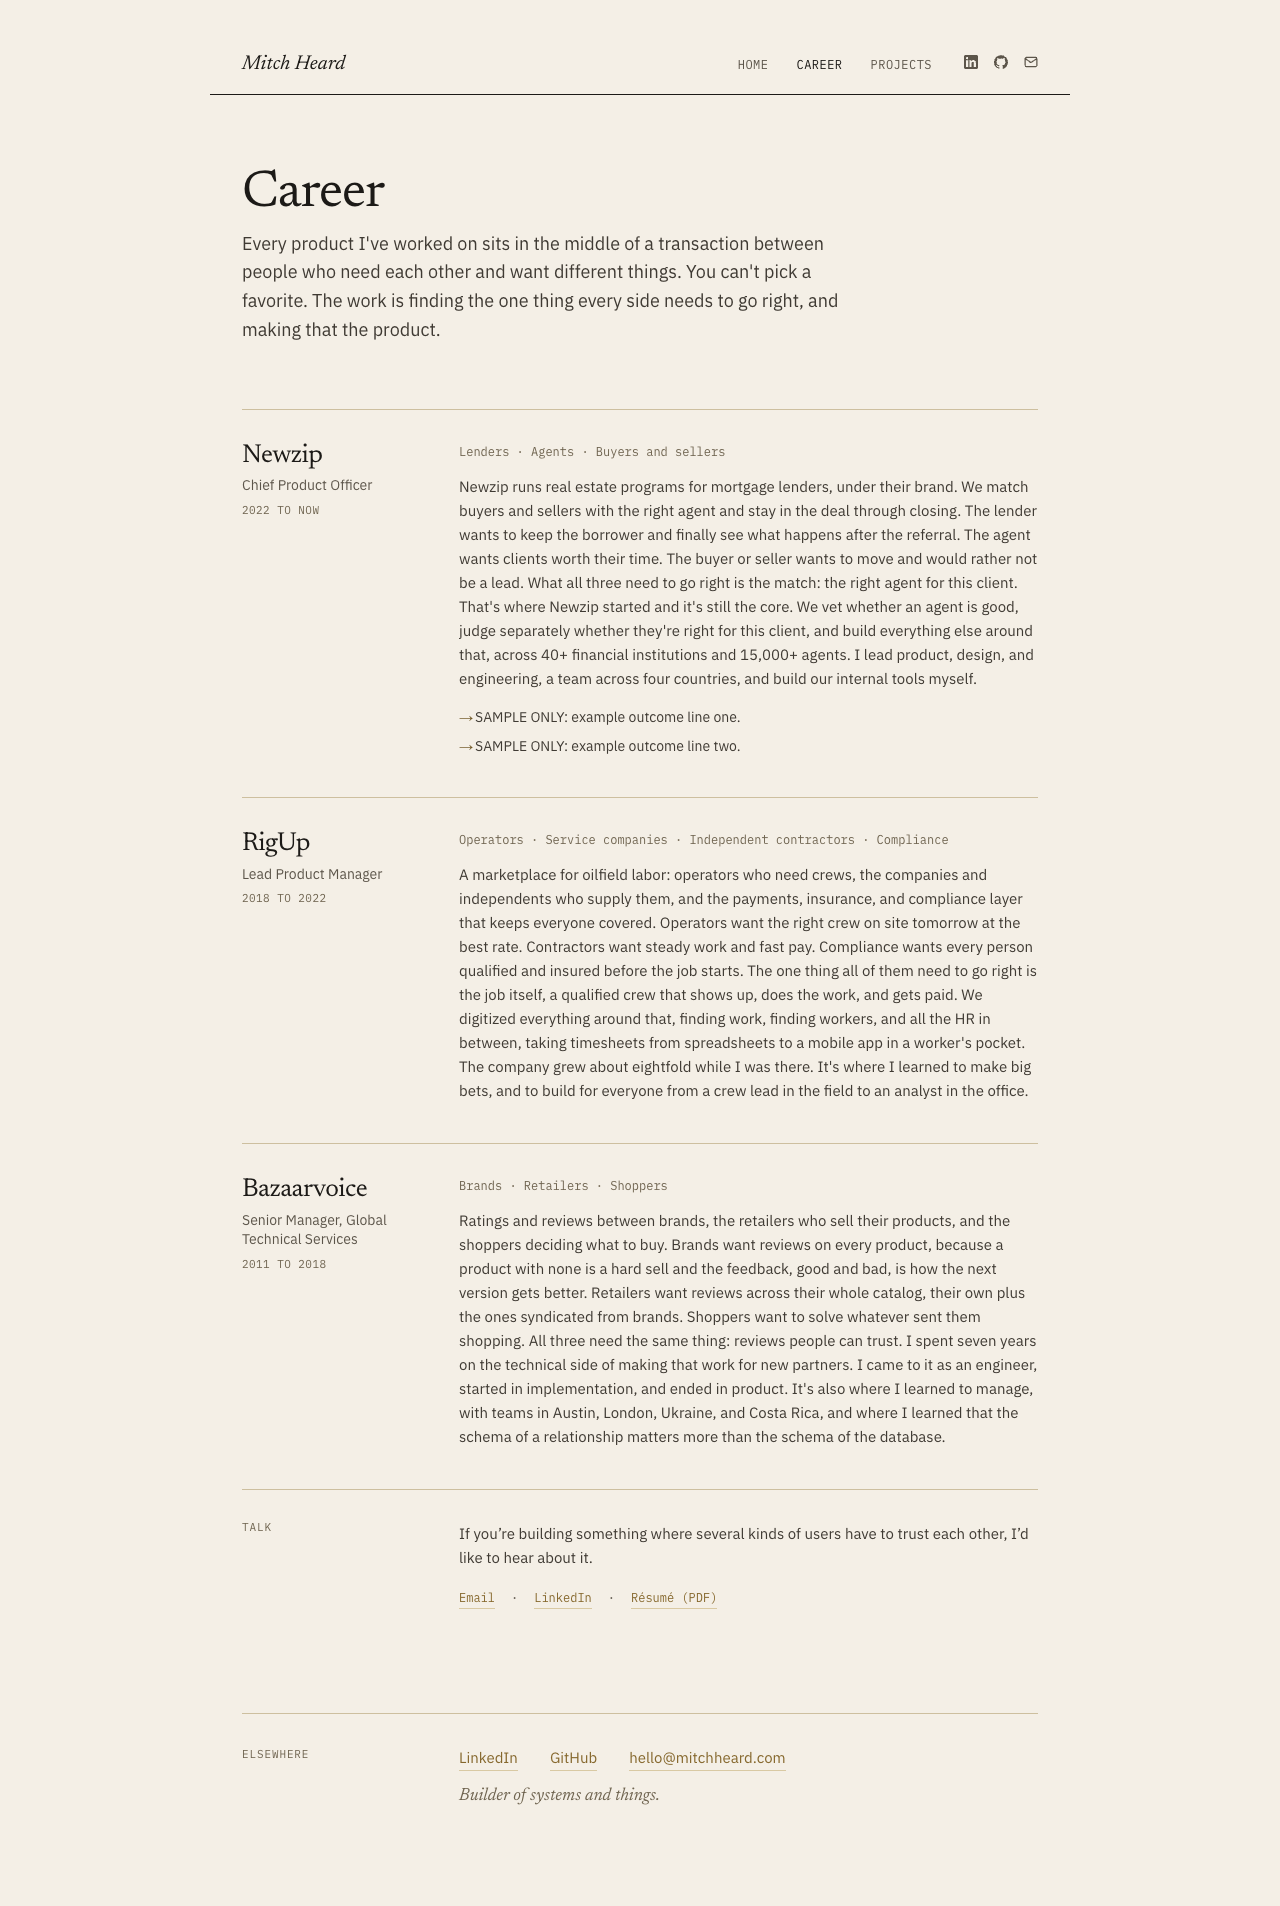 Mitch Heard
HOME CAREER PROJECTS
Career
Every product I've worked on sits in the middle of a transaction between
people who need each other and want different things. You can't pick a
favorite. The work is finding the one thing every side needs to go right, and
making that the product.
Newzip
Chief Product Officer
2022 TO NOW
Lenders · Agents · Buyers and sellers
Newzip runs real estate programs for mortgage lenders, under their brand. We match
buyers and sellers with the right agent and stay in the deal through closing. The lender
wants to keep the borrower and finally see what happens after the referral. The agent
wants clients worth their time. The buyer or seller wants to move and would rather not
be a lead. What all three need to go right is the match: the right agent for this client.
That's where Newzip started and it's still the core. We vet whether an agent is good,
judge separately whether they're right for this client, and build everything else around
that, across 40+ financial institutions and 15,000+ agents. I lead product, design, and
engineering, a team across four countries, and build our internal tools myself.
→ SAMPLE ONLY: example outcome line one.
→ SAMPLE ONLY: example outcome line two.
RigUp
Lead Product Manager
2018 TO 2022
Operators · Service companies · Independent contractors · Compliance
A marketplace for oilfield labor: operators who need crews, the companies and
independents who supply them, and the payments, insurance, and compliance layer
that keeps everyone covered. Operators want the right crew on site tomorrow at the
best rate. Contractors want steady work and fast pay. Compliance wants every person
qualified and insured before the job starts. The one thing all of them need to go right is
the job itself, a qualified crew that shows up, does the work, and gets paid. We
digitized everything around that, finding work, finding workers, and all the HR in
between, taking timesheets from spreadsheets to a mobile app in a worker's pocket.
The company grew about eightfold while I was there. It's where I learned to make big
bets, and to build for everyone from a crew lead in the field to an analyst in the office.
Bazaarvoice
Senior Manager, Global
Technical Services
2011 TO 2018
Brands · Retailers · Shoppers
Ratings and reviews between brands, the retailers who sell their products, and the
shoppers deciding what to buy. Brands want reviews on every product, because a
product with none is a hard sell and the feedback, good and bad, is how the next
version gets better. Retailers want reviews across their whole catalog, their own plus
the ones syndicated from brands. Shoppers want to solve whatever sent them
shopping. All three need the same thing: reviews people can trust. I spent seven years
on the technical side of making that work for new partners. I came to it as an engineer,
started in implementation, and ended in product. It's also where I learned to manage,
with teams in Austin, London, Ukraine, and Costa Rica, and where I learned that the
schema of a relationship matters more than the schema of the database.
TALK
If you’re building something where several kinds of users have to trust each other, I’d
like to hear about it.
Email · LinkedIn · Résumé (PDF)
ELSEWHERE
LinkedIn GitHub hello@mitchheard.com
Builder of systems and things.